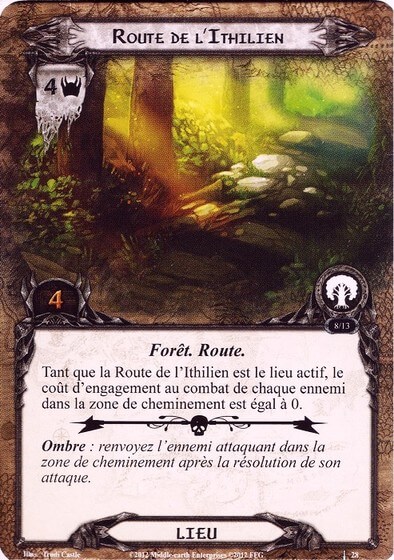 Route de l'Ithilien
4
4
8/13
Forêt. Route.
Tant que la Route de l'Ithilien est le lieu actif, le
coût d'engagement au combat de chaque ennemi
dans la zone de cheminement est égal à 0.
Ombre : renvoyez l'ennemi attaquant dans la
zone de cheminement après la résolution de son
attaque.
LIEU
Illus. Trudi Castle
©2012 Middle-earth Enterprises ©2012 FFG
28